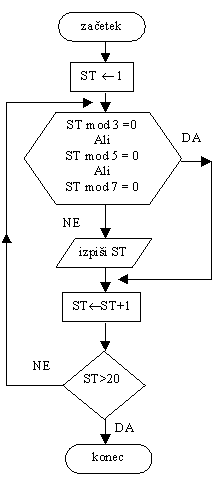 začetek
ST ← 1
ST mod 3 =0
Ali
ST mod 5 = 0
Ali
ST mod 7 = 0
DA
NE
izpiši ST
ST←ST+1
NE
ST>20
DA
konec